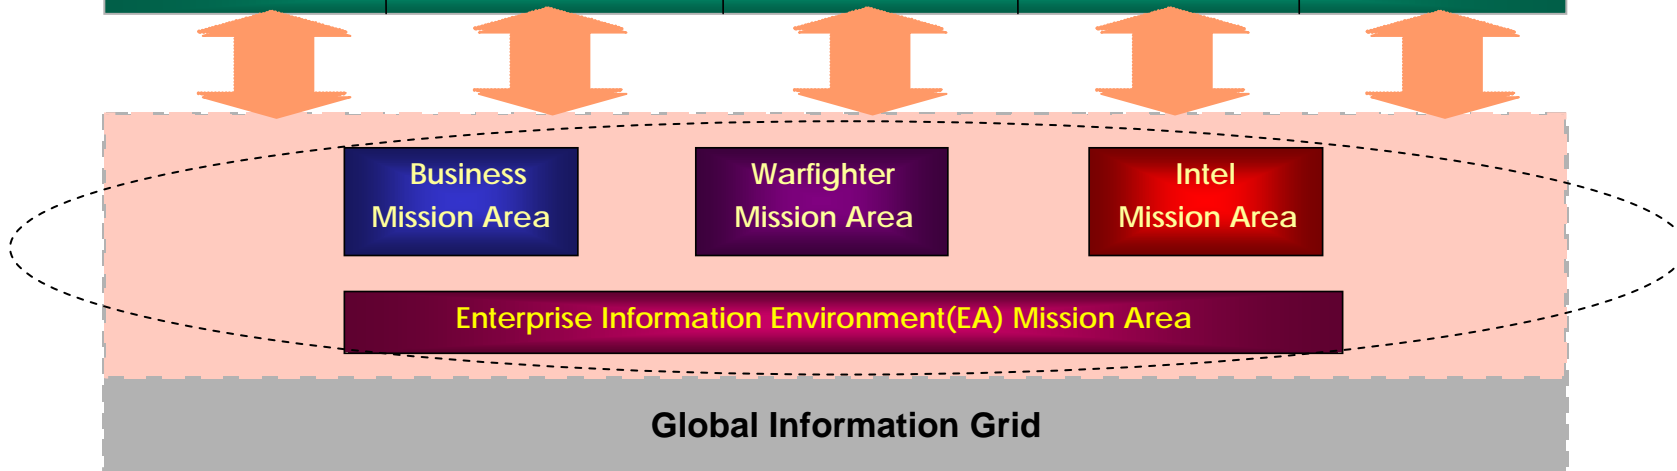 Business
Mission Area
Warfighter
Mission Area
Intel
Mission Area
Enterprise Information Environment(EA) Mission Area
Global Information Grid